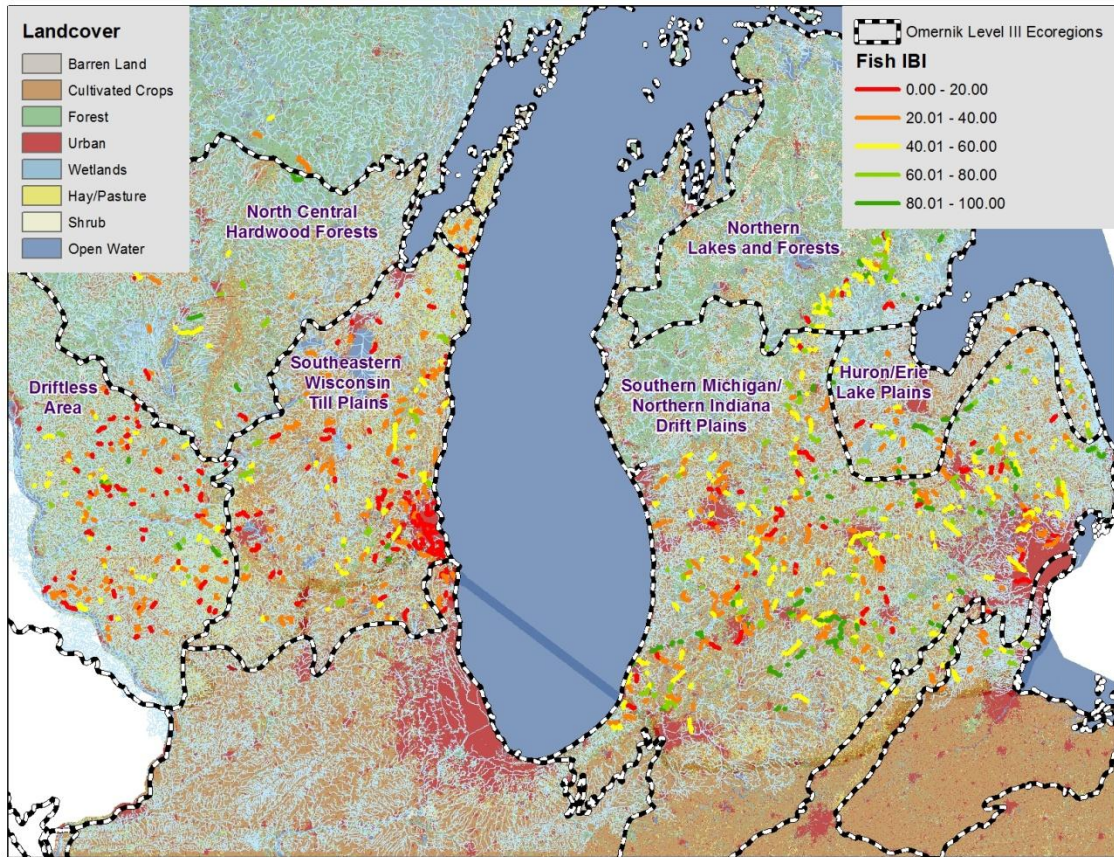 Landcover
Barren Land
Cultivated Crops
Forest
Urban
Wetlands
Hay/Pasture
Shrub
Open Water
Omernik Level III Ecoregions
Fish IBI
0.00 - 20.00
20.01 - 40.00
40.01 - 60.00
60.01 - 80.00
80.01 - 100.00
North Central
Hardwood Forests
Northern
Lakes and Forests
Driftless
Area
Southeastern
Wisconsin
Till Plains
Southern Michigan/
Northern Indiana
Drift Plains
Huron/Erie
Lake Plains